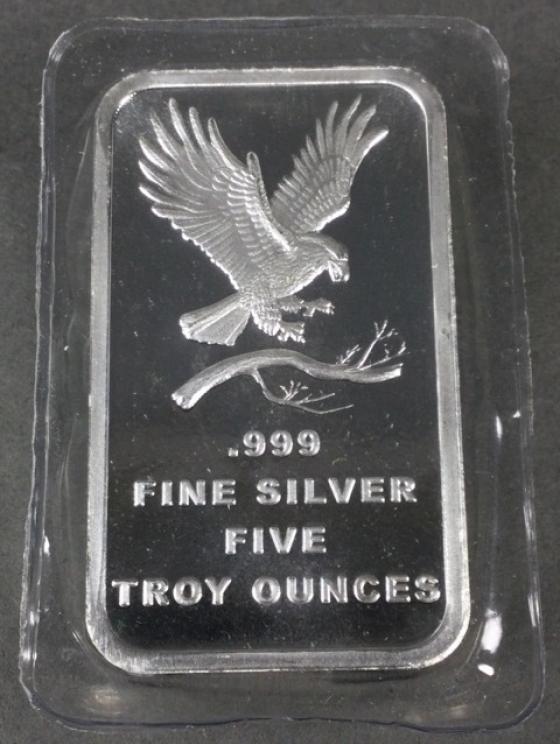 .999
FINE SILVER
FIVE
TROY OUNCES